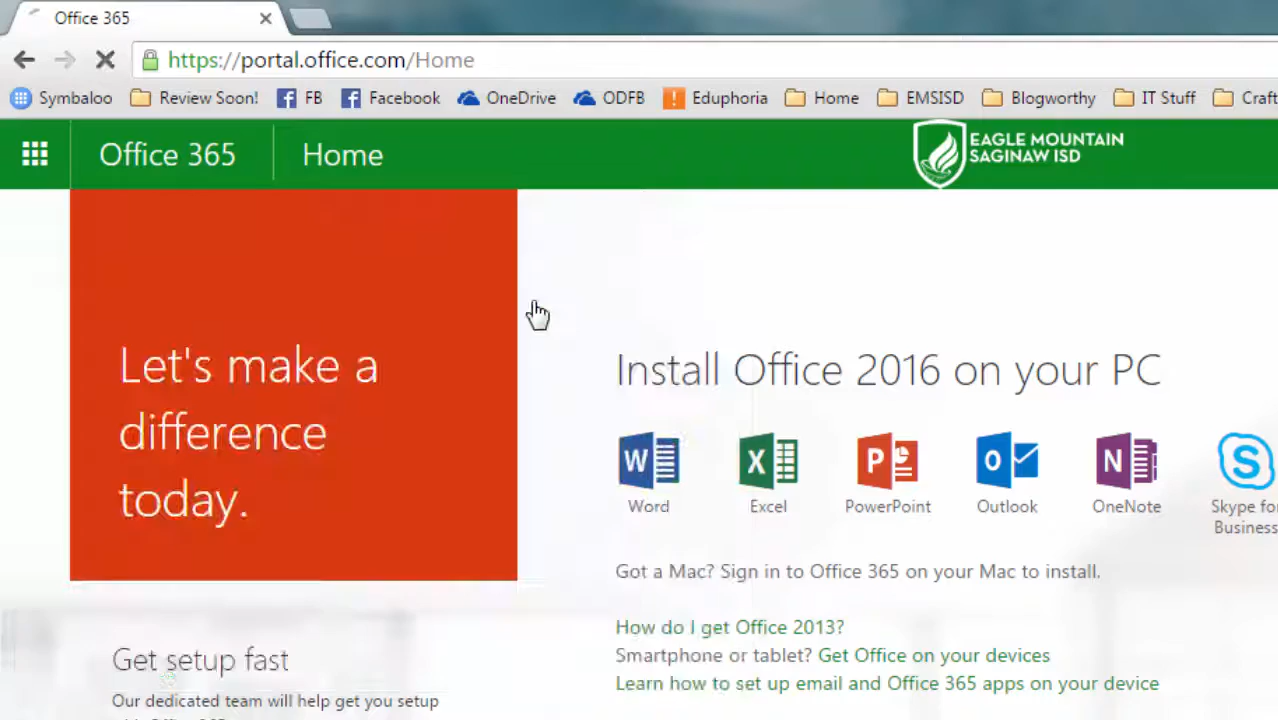 Office 365
https://portal.office.com/Home
Symbaloo Review Soon! FB Facebook OneDrive ODFB Eduphoria Home EMSISD Blogworthy IT Stuff Craft
Office 365 Home EAGLE MOUNTAIN
SAGINAW ISD
Let's make a
difference
today.
Install Office 2016 on your PC
Word Excel PowerPoint Outlook OneNote Skype for
Business
Got a Mac? Sign in to Office 365 on your Mac to install.
How do I get Office 2013?
Smartphone or tablet? Get Office on your devices
Learn how to set up email and Office 365 apps on your device
Get setup fast
Our dedicated team will help get you setup